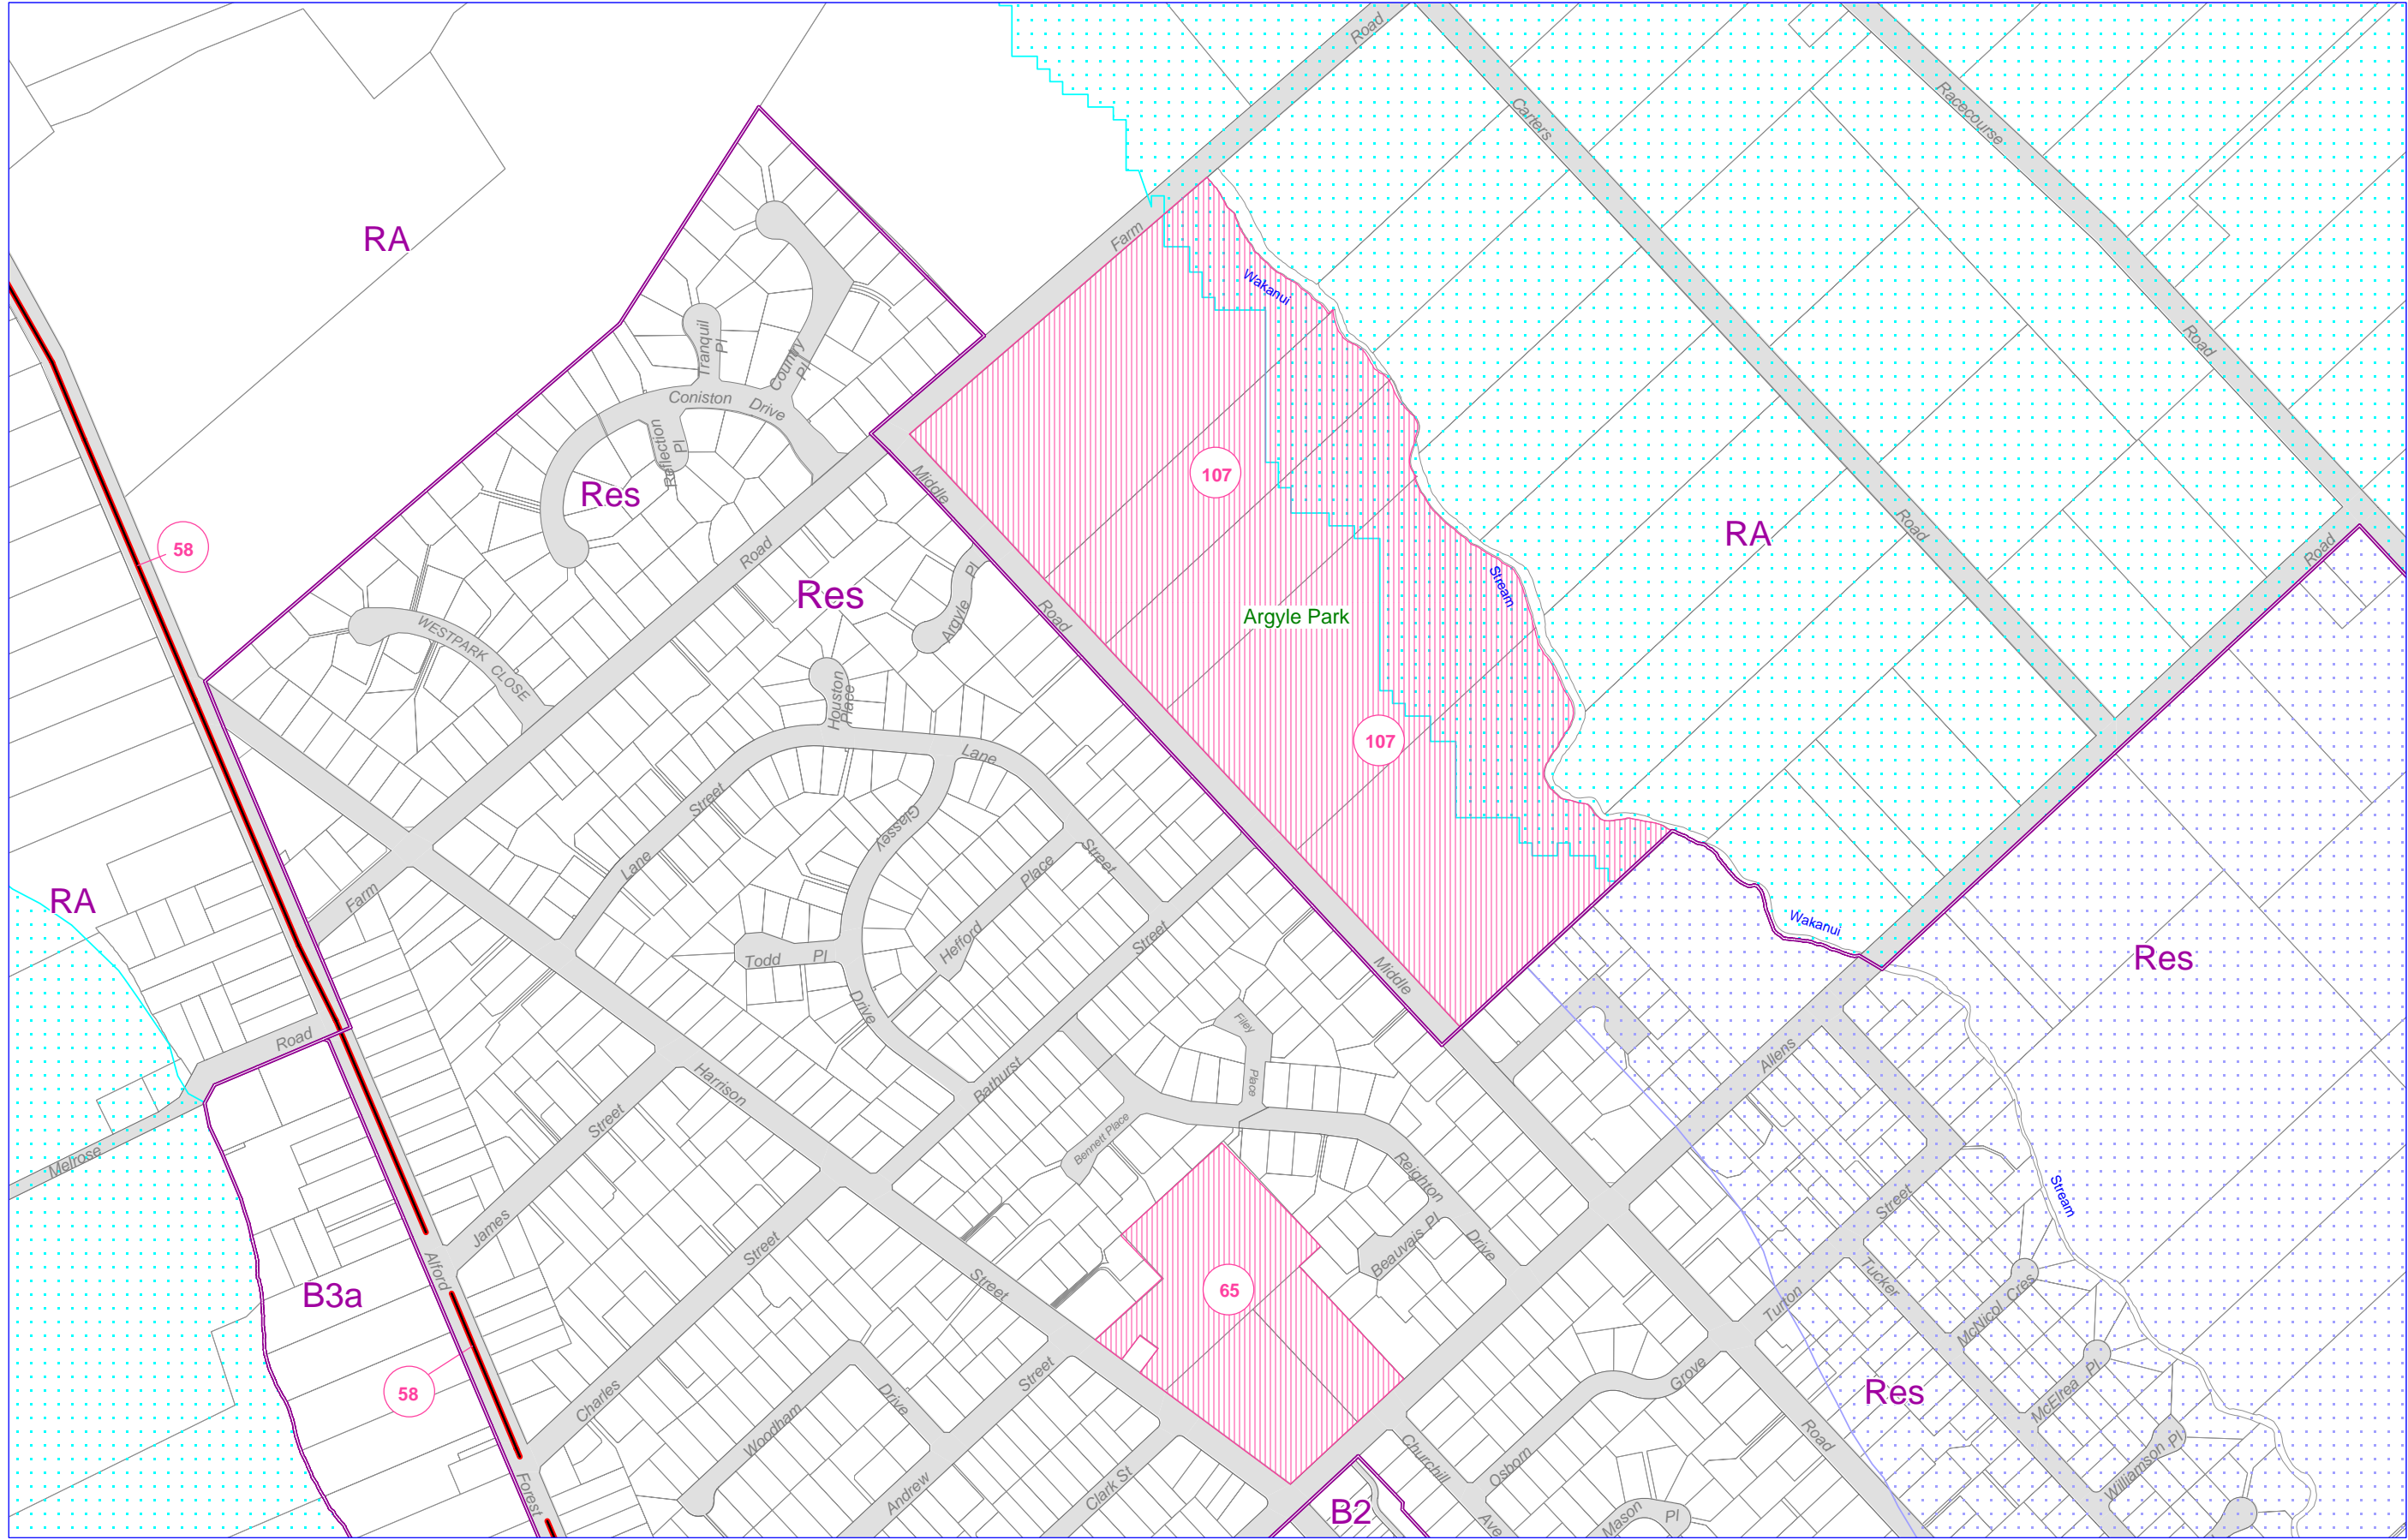 Road
Carters
Racecourse
RA
Farm
Wakanui
Tranquil
Pl
Country
Pl
Road
Coniston Drive
Reflection
Pl
Middle
107
Res
58
Road
RA
Road
Road
Argyle Pl
Stream
Res
Road
Argyle Park
WESTPARK CLOSE
Houston
Place
107
Lane
Street
Glassey
Lane
Street
Place
Farm
RA
Wakanui
Hefford
Street
Res
Todd Pl
Middle
Drive
Filey
Place
Road
Allens
Bathurst
Harrison
Street
Bennett Place
Melrose
Reighton
Drive
Stream
Street
James
Street
Beauvais Pl
Alford
Street
65
Tucker
Turton
McNicol Cres
B3a
58
Street
Drive
Grove
Res
McElrea Pl
Charles
Woodham
Road
Churchill
Ave
Osborn
Williamson Pl
Forest
Andrew
Clark St
B2
Mason Pl